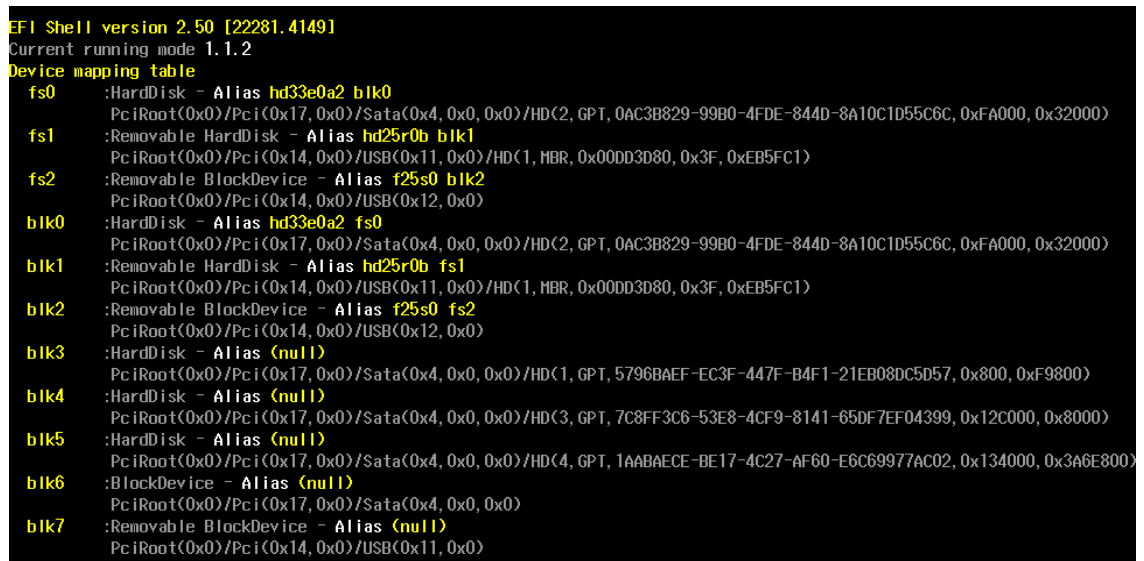 EFI Shell version 2.50 [22281.4149]
Current running mode 1.1.2
Device mapping table
fs0 :HardDisk - Alias hd33e0a2 blk0
PciRoot(0x0)/Pci(0x17,0x0)/Sata(0x4,0x0,0x0)/HD(2,GPT,0AC3B829-99B0-4FDE-844D-8A10C1D55C6C,0xFA000,0x32000)
fs1 :Removable HardDisk - Alias hd25r0b blk1
PciRoot(0x0)/Pci(0x14,0x0)/USB(0x11,0x0)/HD(1,MBR,0x00DD3D80,0x3F,0xEB5FC1)
fs2 :Removable BlockDevice - Alias f25s0 blk2
PciRoot(0x0)/Pci(0x14,0x0)/USB(0x12,0x0)
blk0 :HardDisk - Alias hd33e0a2 fs0
PciRoot(0x0)/Pci(0x17,0x0)/Sata(0x4,0x0,0x0)/HD(2,GPT,0AC3B829-99B0-4FDE-844D-8A10C1D55C6C,0xFA000,0x32000)
blk1 :Removable HardDisk - Alias hd25r0b fs1
PciRoot(0x0)/Pci(0x14,0x0)/USB(0x11,0x0)/HD(1,MBR,0x00DD3D80,0x3F,0xEB5FC1)
blk2 :Removable BlockDevice - Alias f25s0 fs2
PciRoot(0x0)/Pci(0x14,0x0)/USB(0x12,0x0)
blk3 :HardDisk - Alias (null)
PciRoot(0x0)/Pci(0x17,0x0)/Sata(0x4,0x0,0x0)/HD(1,GPT,5796BAEF-EC3F-447F-B4F1-21EB08DC5D57,0x800,0xF9800)
blk4 :HardDisk - Alias (null)
PciRoot(0x0)/Pci(0x17,0x0)/Sata(0x4,0x0,0x0)/HD(3,GPT,7C8FF3C6-53E8-4CF9-8141-65DF7EF04399,0x12C000,0x8000)
blk5 :HardDisk - Alias (null)
PciRoot(0x0)/Pci(0x17,0x0)/Sata(0x4,0x0,0x0)/HD(4,GPT,1AABAECE-BE17-4C27-AF60-E6C69977AC02,0x134000,0x3A6E800)
blk6 :BlockDevice - Alias (null)
PciRoot(0x0)/Pci(0x17,0x0)/Sata(0x4,0x0,0x0)
blk7 :Removable BlockDevice - Alias (null)
PciRoot(0x0)/Pci(0x14,0x0)/USB(0x11,0x0)